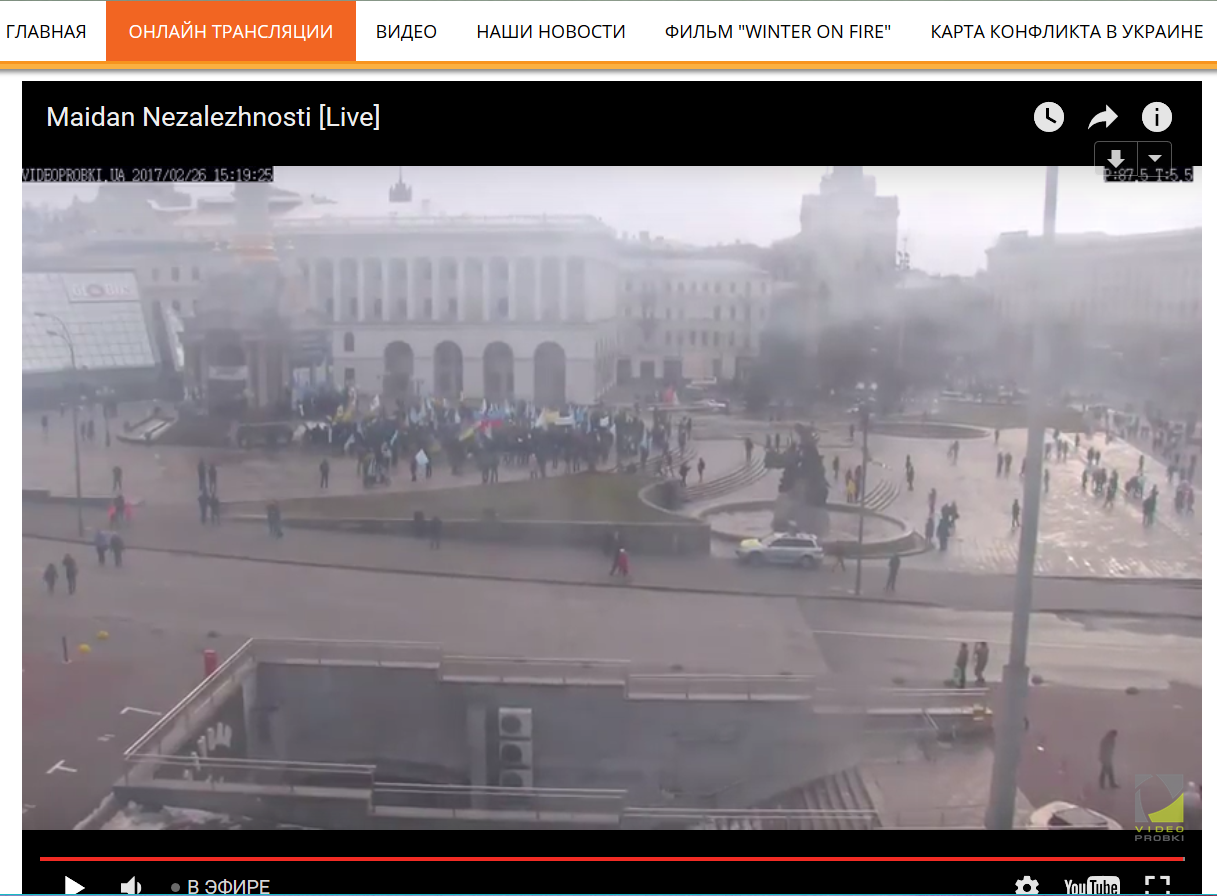 ГЛАВНАЯ ОНЛАЙН ТРАНСЛЯЦИИ ВИДЕО НАШИ НОВОСТИ ФИЛЬМ "WINTER ON FIRE" КАРТА КОНФЛИКТА В УКРАИНЕ
Maidan Nezalezhnosti [Live]
VIDEOPROBKI.UA 2017/02/26 15:19:25 P:87.5 T:5.5
GLOBUS
VIDEO
PROBKI
В ЭФИРЕ YouTube